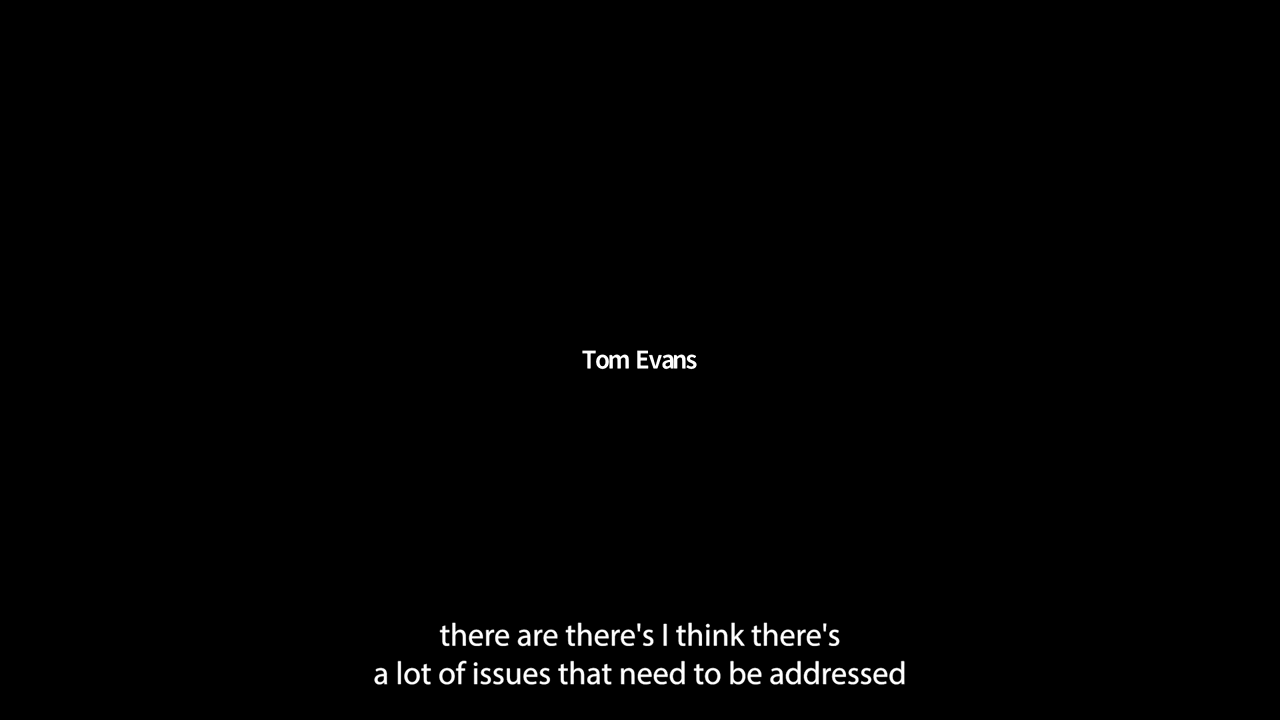 Tom Evans
there are there's I think there's
a lot of issues that need to be addressed